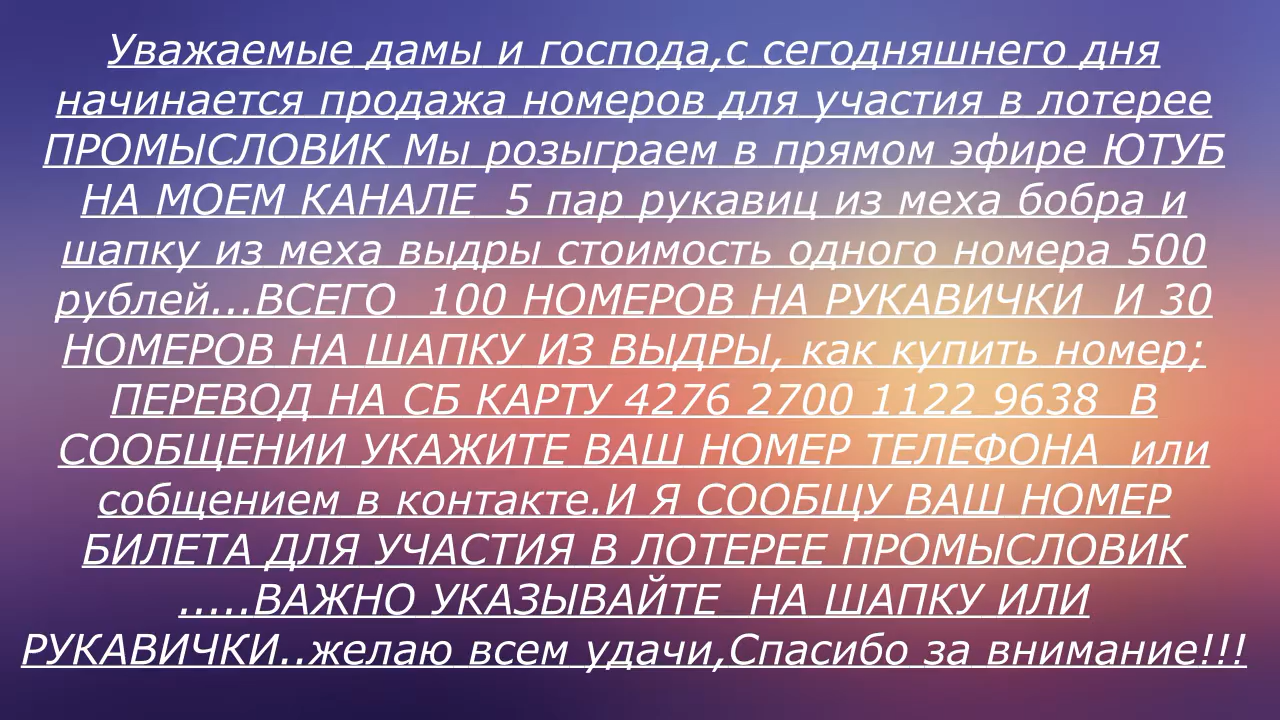 Уважаемые дамы и господа,с сегодняшнего дня
начинается продажа номеров для участия в лотерее
ПРОМЫСЛОВИК Мы розыграем в прямом эфире ЮТУБ
НА МОЕМ КАНАЛЕ  5 пар рукавиц из меха бобра и
шапку из меха выдры стоимость одного номера 500
рублей...ВСЕГО  100 НОМЕРОВ НА РУКАВИЧКИ  И 30
НОМЕРОВ НА ШАПКУ ИЗ ВЫДРЫ, как купить номер;
ПЕРЕВОД НА СБ КАРТУ 4276 2700 1122 9638  В
СООБЩЕНИИ УКАЖИТЕ ВАШ НОМЕР ТЕЛЕФОНА  или
собщением в контакте.И Я СООБЩУ ВАШ НОМЕР
БИЛЕТА ДЛЯ УЧАСТИЯ В ЛОТЕРЕЕ ПРОМЫСЛОВИК
.....ВАЖНО УКАЗЫВАЙТЕ  НА ШАПКУ ИЛИ
РУКАВИЧКИ..желаю всем удачи,Спасибо за внимание!!!